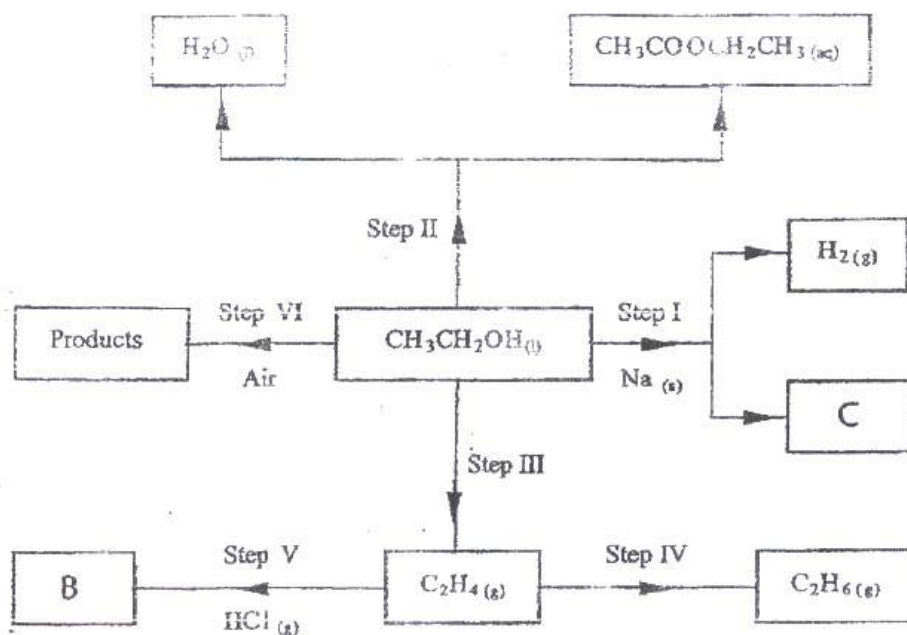 H₂O (l)
CH₃COOCH₂CH₃ (aq)
Step II
H₂ (g)
Step VI
Step I
Products
CH₃CH₂OH(l)
Air
Na (s)
C
Step III
Step V
Step IV
B
C₂H₄ (g)
C₂H₆ (g)
HCl (g)